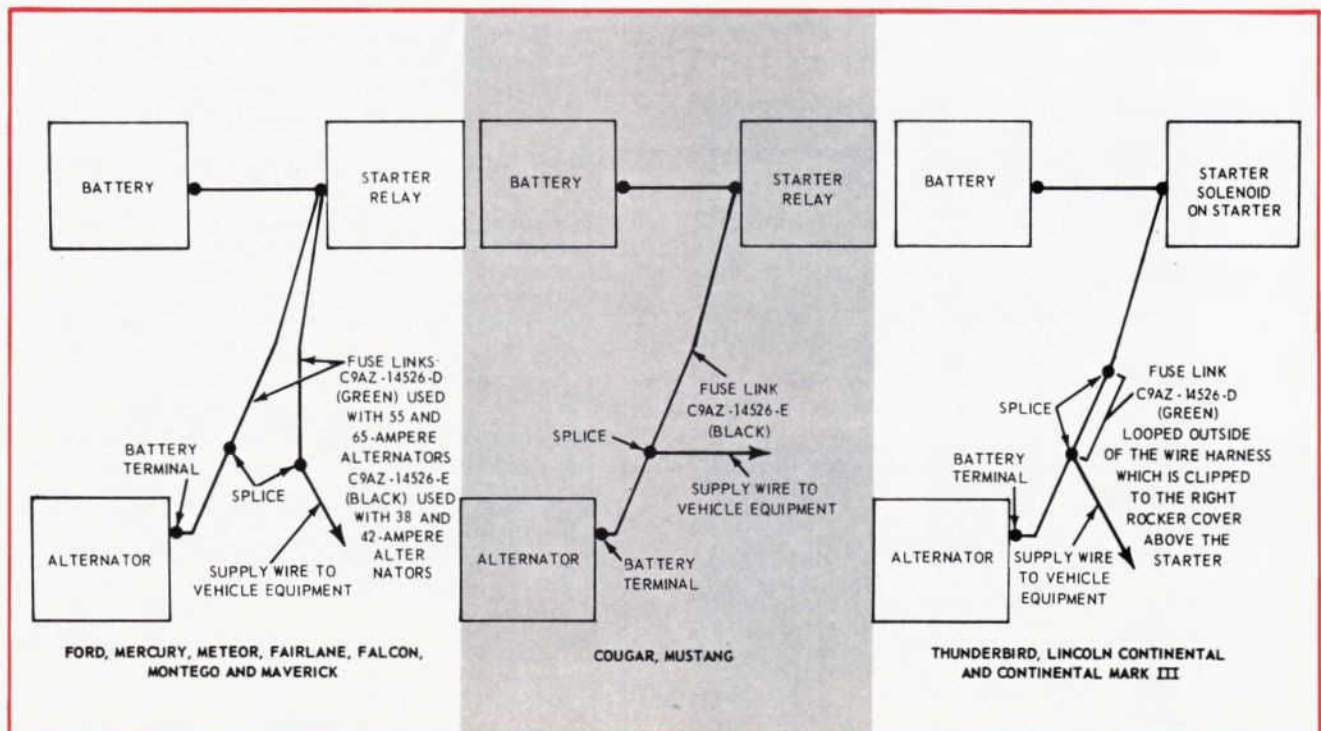 BATTERY
STARTER
RELAY
FUSE LINKS-
C9AZ-14526-D
(GREEN) USED
WITH 55 AND
65-AMPERE
ALTERNATORS
C9AZ-14526-E
(BLACK) USED
WITH 38 AND
42-AMPERE
ALTER
NATORS
BATTERY
TERMINAL
SPLICE
ALTERNATOR
SUPPLY WIRE TO
VEHICLE EQUIPMENT
FORD, MERCURY, METEOR, FAIRLANE, FALCON,
MONTEGO AND MAVERICK
BATTERY
STARTER
RELAY
FUSE LINK
C9AZ-14526-E
(BLACK)
SPLICE
SUPPLY WIRE TO
VEHICLE EQUIPMENT
ALTERNATOR
BATTERY
TERMINAL
COUGAR, MUSTANG
BATTERY
STARTER
SOLENOID
ON STARTER
FUSE LINK
C9AZ-14526-D
(GREEN)
LOOPED OUTSIDE
OF THE WIRE HARNESS
WHICH IS CLIPPED
TO THE RIGHT
ROCKER COVER
ABOVE THE
STARTER
SPLICE
BATTERY
TERMINAL
ALTERNATOR
SUPPLY WIRE
TO VEHICLE
EQUIPMENT
THUNDERBIRD, LINCOLN CONTINENTAL
AND CONTINENTAL MARK III